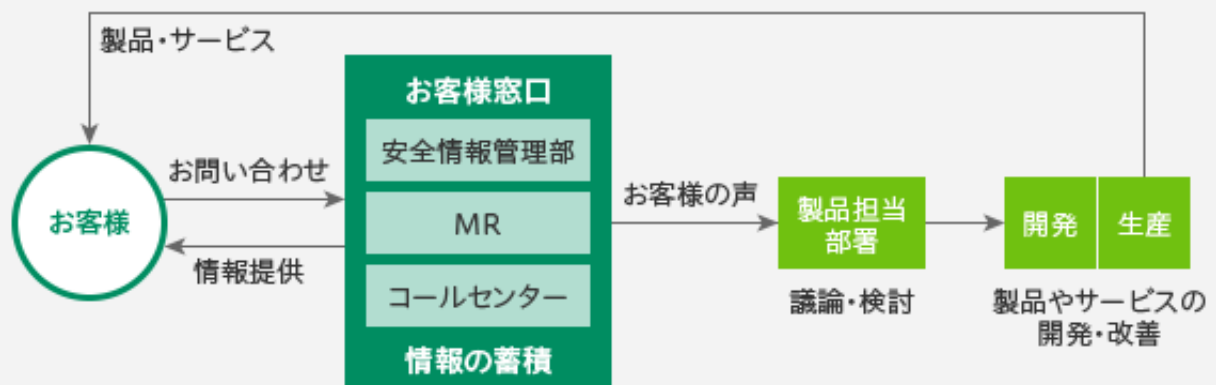 製品・サービス
お客様窓口
安全情報管理部
お問い合わせ
お客様の声
お客様
MR
製品担当
部署
開発
生産
情報提供
コールセンター
議論・検討
製品やサービスの
開発・改善
情報の蓄積